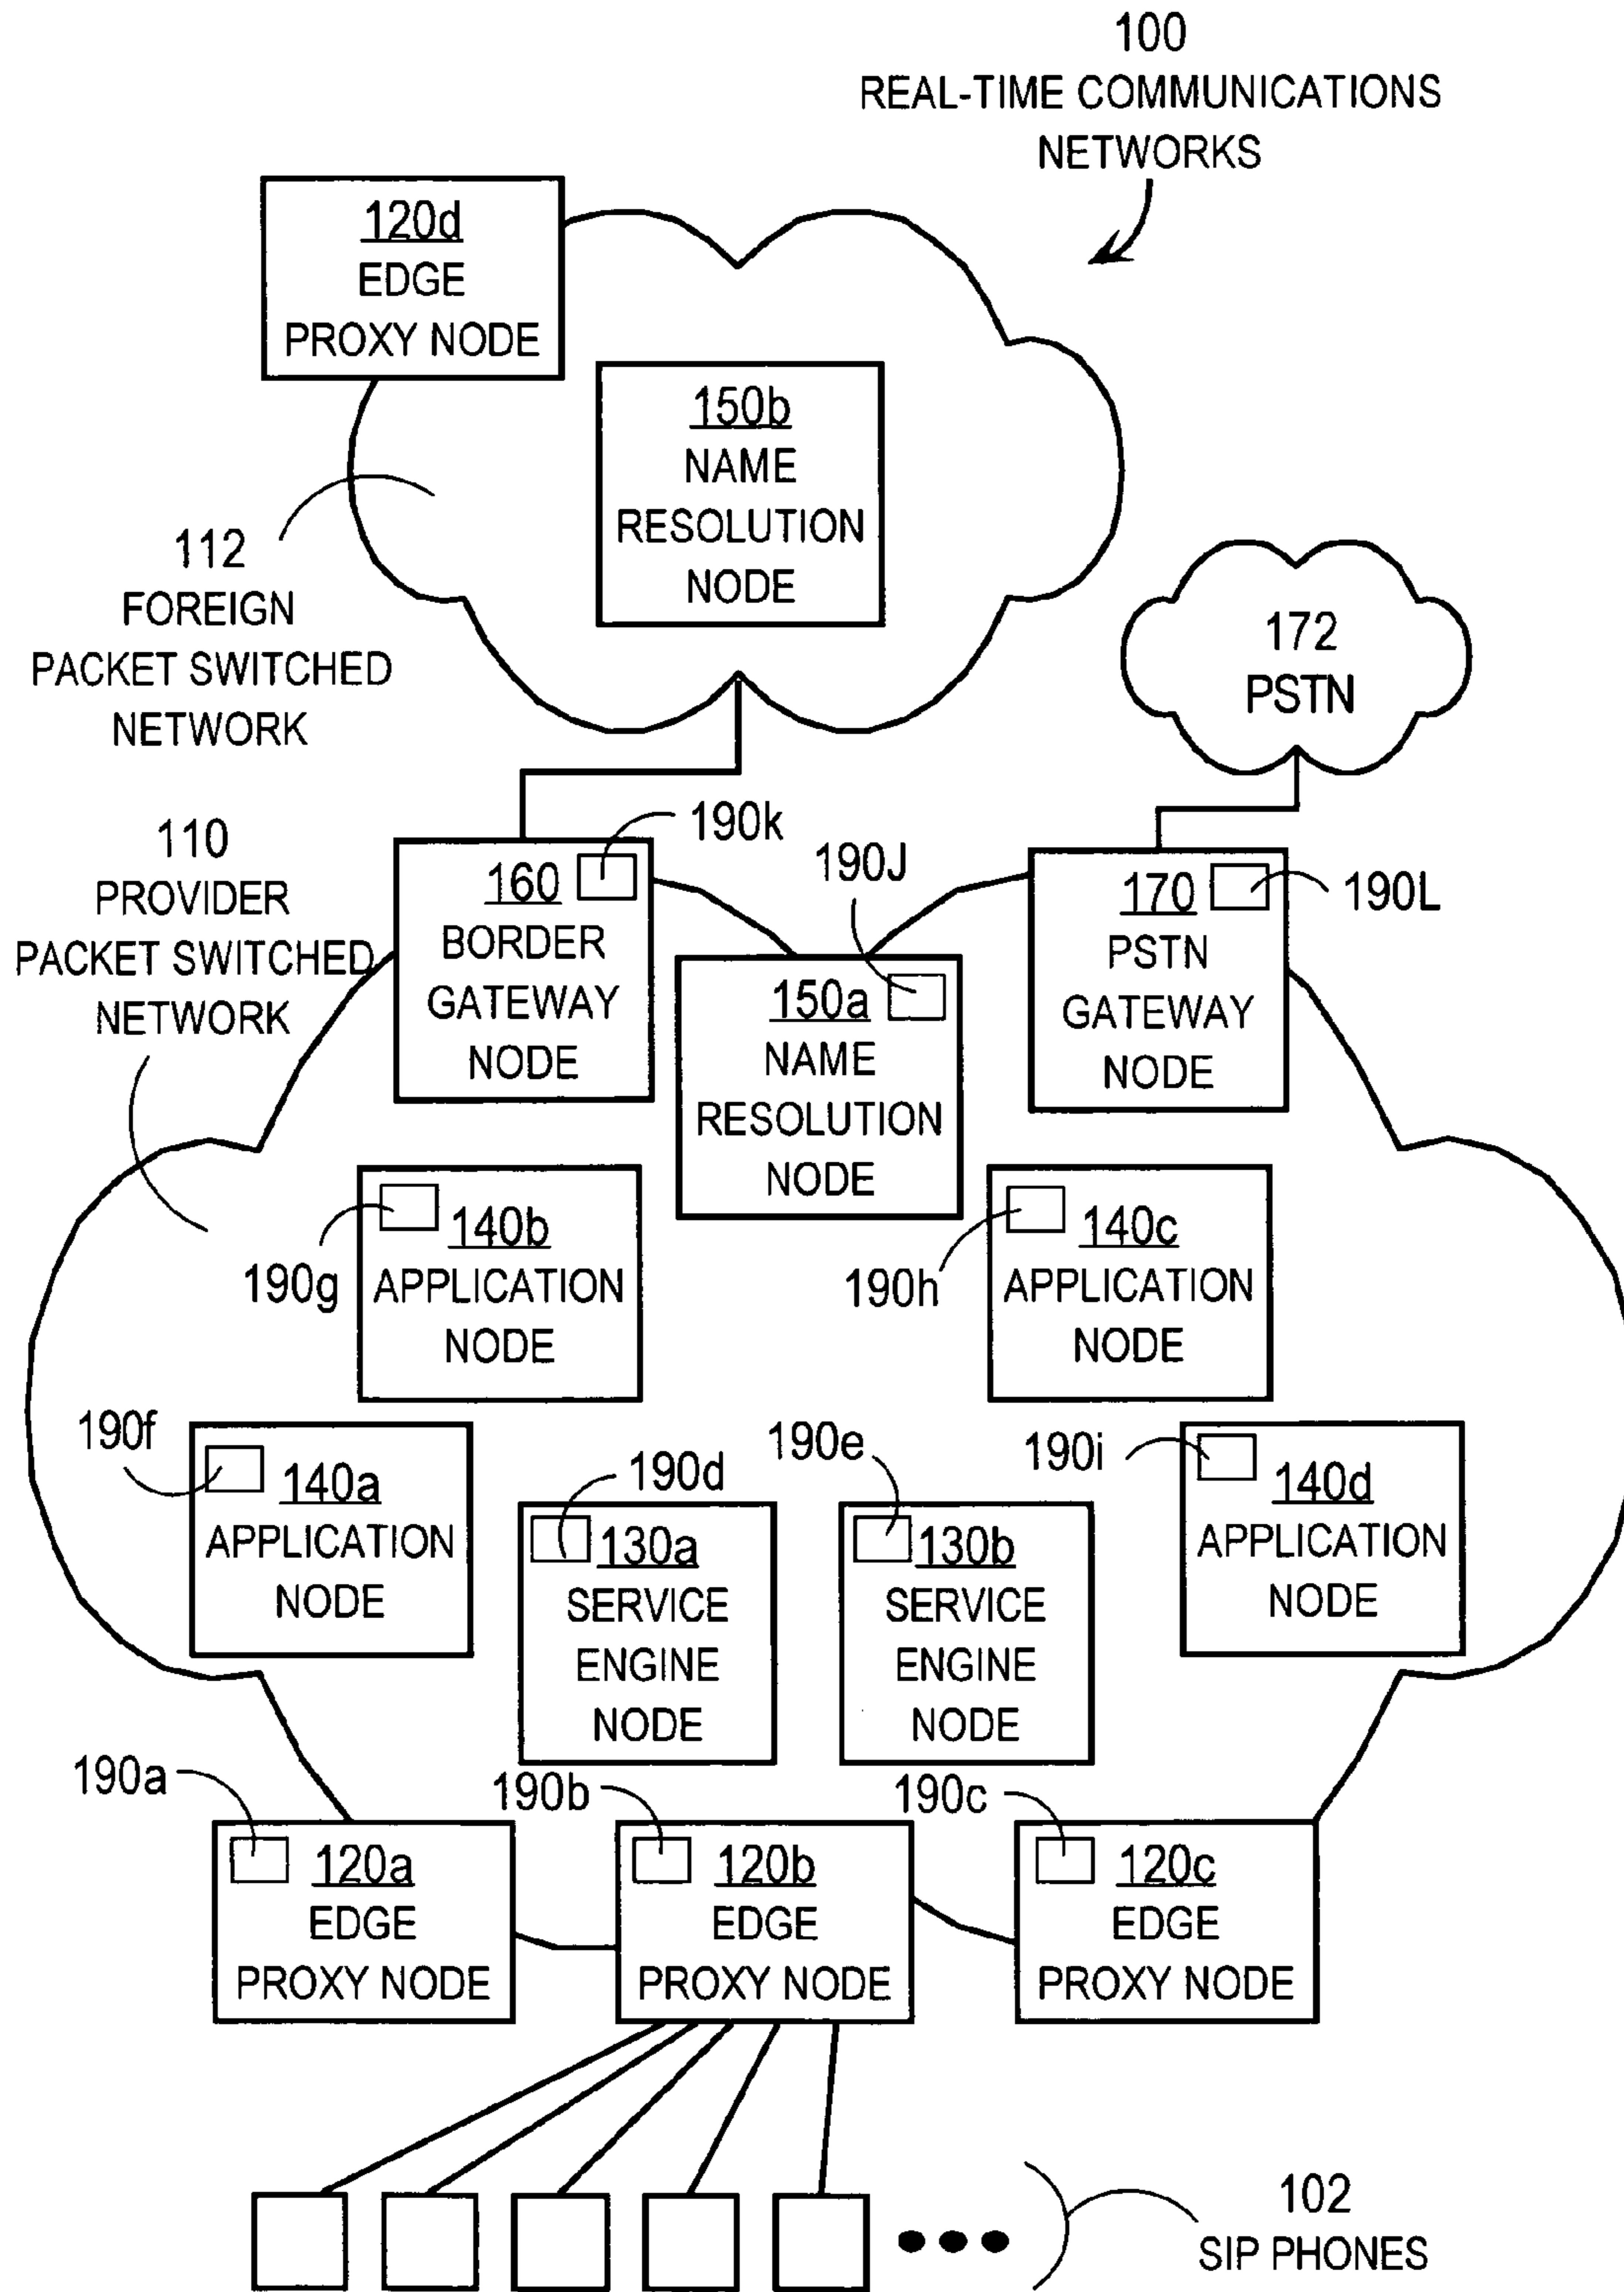 100
REAL-TIME COMMUNICATIONS
NETWORKS
120d
EDGE
PROXY NODE
150b
NAME
RESOLUTION
NODE
112
FOREIGN
PACKET SWITCHED
NETWORK
172
PSTN
110
PROVIDER
PACKET SWITCHED
NETWORK
190k
160
BORDER
GATEWAY
NODE
190J
150a
NAME
RESOLUTION
NODE
190L
170
PSTN
GATEWAY
NODE
190g
140b
APPLICATION
NODE
190h
140c
APPLICATION
NODE
190f
140a
APPLICATION
NODE
190d
130a
SERVICE
ENGINE
NODE
190e
130b
SERVICE
ENGINE
NODE
190i
140d
APPLICATION
NODE
190a
120a
EDGE
PROXY NODE
190b
120b
EDGE
PROXY NODE
190c
120c
EDGE
PROXY NODE
102
SIP PHONES